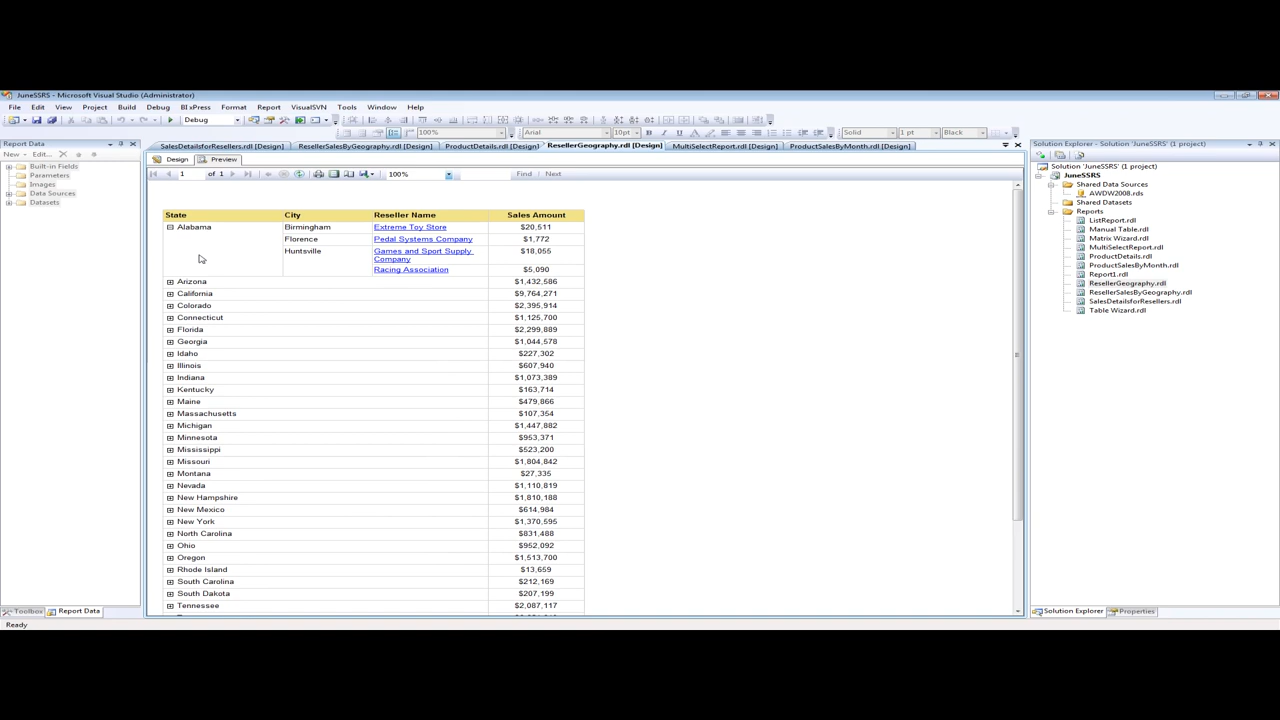 JuneSSRS - Microsoft Visual Studio (Administrator)
File Edit View Project Build Debug BI xPress Format Report VisualSVN Tools Window Help
Debug
100% Arial 10pt B I U A Solid 1 pt Black
Report Data
New Edit...
Built-in Fields
Parameters
Images
Data Sources
Datasets
Toolbox Report Data
SalesDetailsforResellers.rdl [Design] ResellerSalesByGeography.rdl [Design] ProductDetails.rdl [Design] ResellerGeography.rdl [Design] MultiSelectReport.rdl [Design] ProductSalesByMonth.rdl [Design]
Design Preview
1 of 1 100% Find Next
State City Reseller Name Sales Amount
Alabama Birmingham Extreme Toy Store $20,511
Florence Pedal Systems Company $1,772
Huntsville Games and Sport Supply $18,055
Company
Racing Association $5,090
Arizona $1,432,586
California $9,764,271
Colorado $2,395,914
Connecticut $1,125,700
Florida $2,299,889
Georgia $1,044,578
Idaho $227,302
Illinois $607,940
Indiana $1,073,389
Kentucky $163,714
Maine $479,866
Massachusetts $107,354
Michigan $1,447,882
Minnesota $953,371
Mississippi $523,200
Missouri $1,804,842
Montana $27,335
Nevada $1,110,819
New Hampshire $1,810,188
New Mexico $614,984
New York $1,370,595
North Carolina $831,488
Ohio $952,092
Oregon $1,513,700
Rhode Island $13,659
South Carolina $212,169
South Dakota $207,199
Tennessee $2,087,117
Solution Explorer - Solution 'JuneSSRS' (1 project)
Solution 'JuneSSRS' (1 project)
JuneSSRS
Shared Data Sources
AWDW2008.rds
Shared Datasets
Reports
ListReport.rdl
Manual Table.rdl
Matrix Wizard.rdl
MultiSelectReport.rdl
ProductDetails.rdl
ProductSalesByMonth.rdl
Report1.rdl
ResellerGeography.rdl
ResellerSalesByGeography.rdl
SalesDetailsforResellers.rdl
Table Wizard.rdl
Solution Explorer Properties
Ready